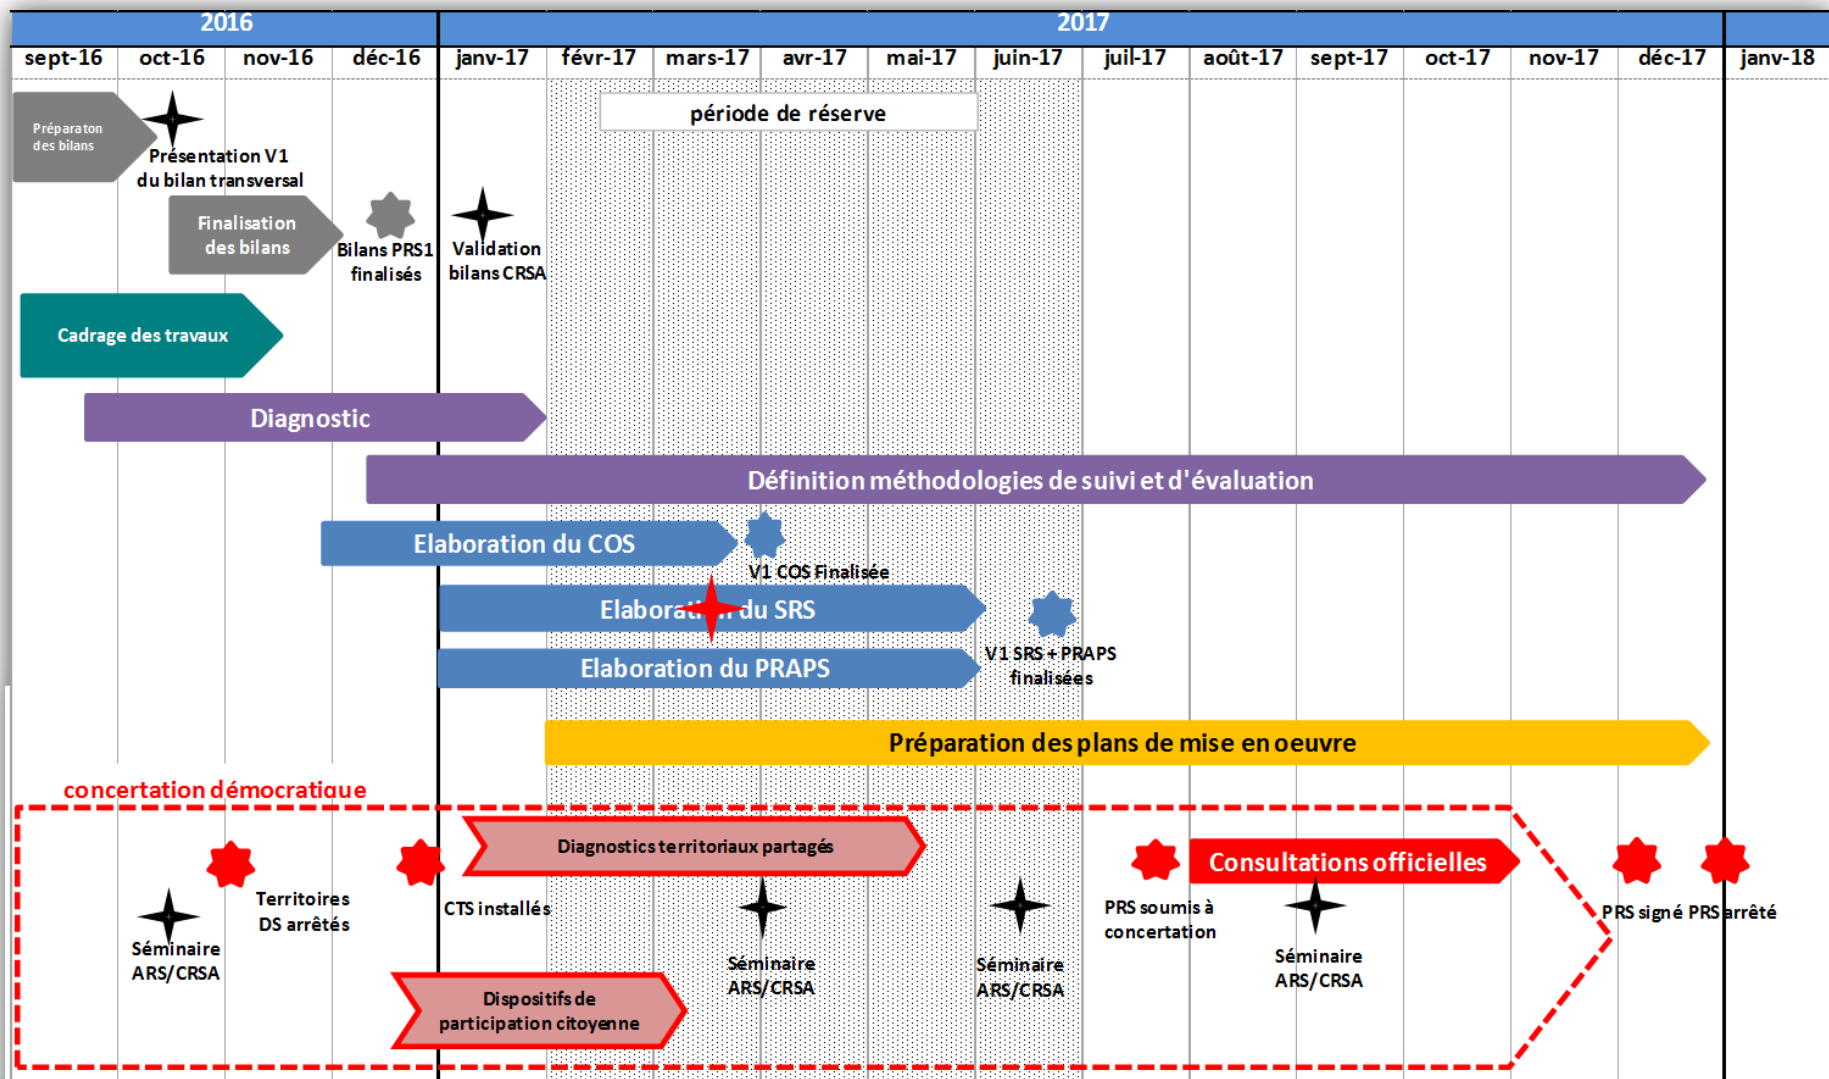 2016
2017
sept-16
oct-16
nov-16
déc-16
janv-17
févr-17
mars-17
avr-17
mai-17
juin-17
juil-17
août-17
sept-17
oct-17
nov-17
déc-17
janv-18
période de réserve
Préparaton
des bilans
Présentation V1
du bilan transversal
Finalisation
des bilans
Bilans PRS1
finalisés
Validation
bilans CRSA
Cadrage des travaux
Diagnostic
Définition méthodologies de suivi et d'évaluation
Elaboration du COS
V1 COS Finalisée
Elaboration du SRS
V1 SRS + PRAPS
finalisées
Elaboration du PRAPS
Préparation des plans de mise en oeuvre
concertation démocratique
Diagnostics territoriaux partagés
Consultations officielles
Territoires
DS arrêtés
CTS installés
PRS soumis à
concertation
PRS signé
PRS arrêté
Séminaire
ARS/CRSA
Séminaire
ARS/CRSA
Séminaire
ARS/CRSA
Séminaire
ARS/CRSA
Dispositifs de
participation citoyenne